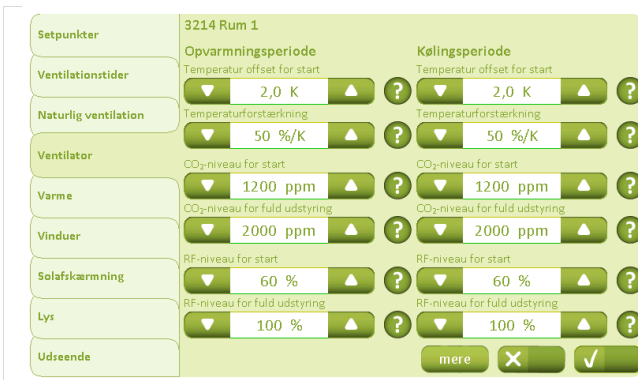 3214 Rum 1
Setpunkter
Ventilationstider
Naturlig ventilation
Ventilator
Varme
Vinduer
Solafskærmning
Lys
Udseende
Opvarmningsperiode
Temperatur offset for start
2,0 K ?
Temperaturforstærkning
50 %/K ?
CO₂-niveau for start
1200 ppm ?
CO₂-niveau for fuld udstyring
2000 ppm ?
RF-niveau for start
60 % ?
RF-niveau for fuld udstyring
100 % ?
Kølingsperiode
Temperatur offset for start
2,0 K ?
Temperaturforstærkning
50 %/K ?
CO₂-niveau for start
1200 ppm ?
CO₂-niveau for fuld udstyring
2000 ppm ?
RF-niveau for start
60 % ?
RF-niveau for fuld udstyring
100 % ?
mere